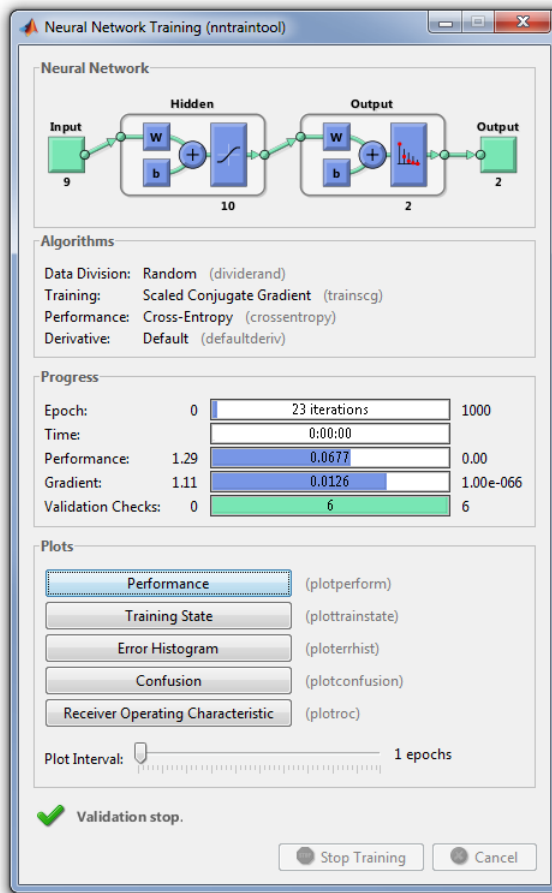 Neural Network Training (nntraintool)
Neural Network
Hidden Output
Input Output
W W
b b
+ +
9 10 2 2
Algorithms
Data Division: Random (dividerand)
Training: Scaled Conjugate Gradient (trainscg)
Performance: Cross-Entropy (crossentropy)
Derivative: Default (defaultderiv)
Progress
Epoch: 0 23 iterations 1000
Time: 0:00:00
Performance: 1.29 0.0677 0.00
Gradient: 1.11 0.0126 1.00e-066
Validation Checks: 0 6 6
Plots
Performance (plotperform)
Training State (plottrainstate)
Error Histogram (ploterrhist)
Confusion (plotconfusion)
Receiver Operating Characteristic (plotroc)
Plot Interval: 1 epochs
Validation stop.
Stop Training Cancel